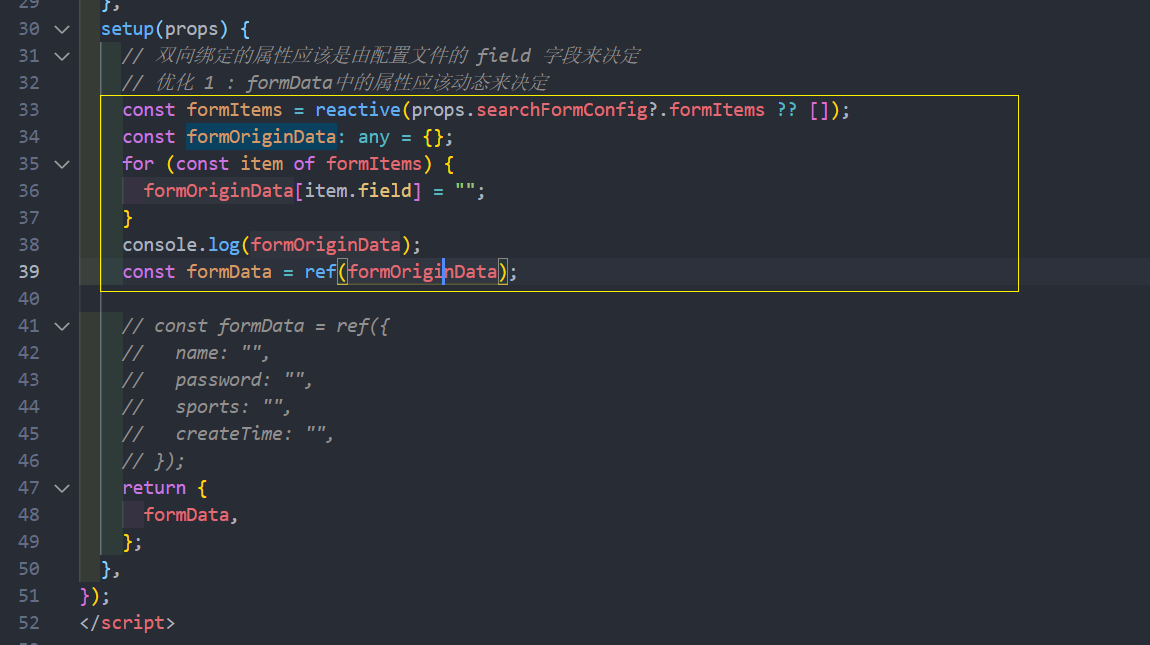 29 },
30 setup(props) {
31 // 双向绑定的属性应该是由配置文件的 field 字段来决定
32 // 优化 1 : formData中的属性应该动态来决定
33 const formItems = reactive(props.searchFormConfig?.formItems ?? []);
34 const formOriginData: any = {};
35 for (const item of formItems) {
36 formOriginData[item.field] = "";
37 }
38 console.log(formOriginData);
39 const formData = ref(formOriginData);
40
41 // const formData = ref({
42 //   name: "",
43 //   password: "",
44 //   sports: "",
45 //   createTime: "",
46 // });
47 return {
48 formData,
49 };
50 },
51 });
52 </script>